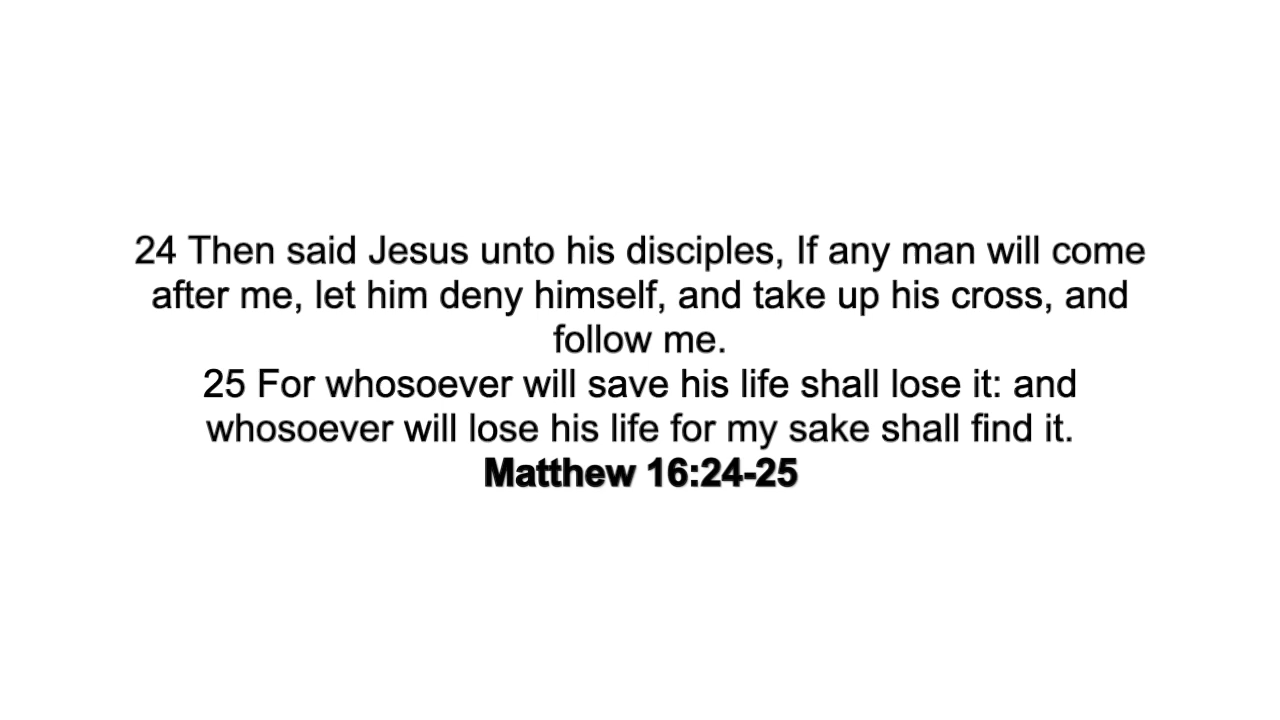 24 Then said Jesus unto his disciples, If any man will come
after me, let him deny himself, and take up his cross, and
follow me.
25 For whosoever will save his life shall lose it: and
whosoever will lose his life for my sake shall find it.
Matthew 16:24-25